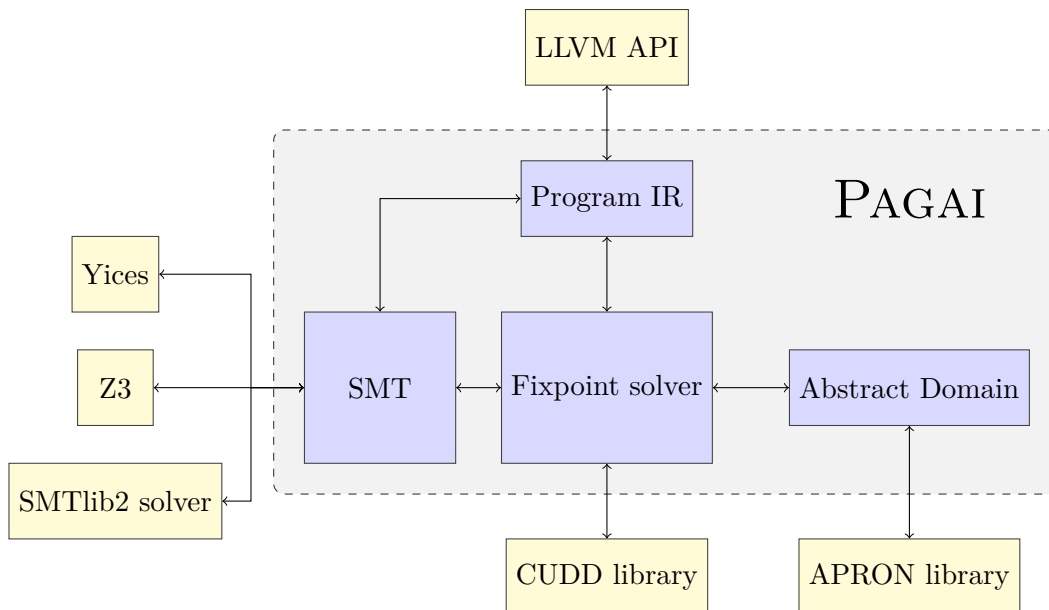 LLVM API
Program IR
PAGAI
Yices
Z3
SMT
Fixpoint solver
Abstract Domain
SMTlib2 solver
CUDD library
APRON library